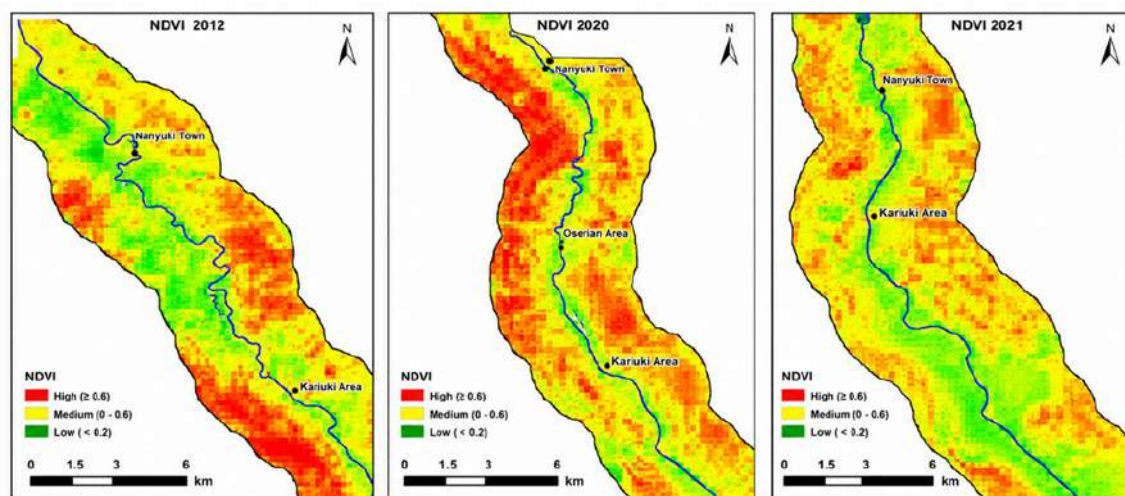 NDVI 2012
N
Nanyuki Town
Kariuki Area
NDVI
High (≥ 0.6)
Medium (0 - 0.6)
Low ( < 0.2)
0 1.5 3 6
km
NDVI 2020
N
Nanyuki Town
Oserian Area
Kariuki Area
NDVI
High (≥ 0.6)
Medium (0 - 0.6)
Low ( < 0.2)
0 1.5 3 6
km
NDVI 2021
N
Nanyuki Town
Kariuki Area
NDVI
High (≥ 0.6)
Medium (0 - 0.6)
Low ( < 0.2)
0 1.5 3 6
km